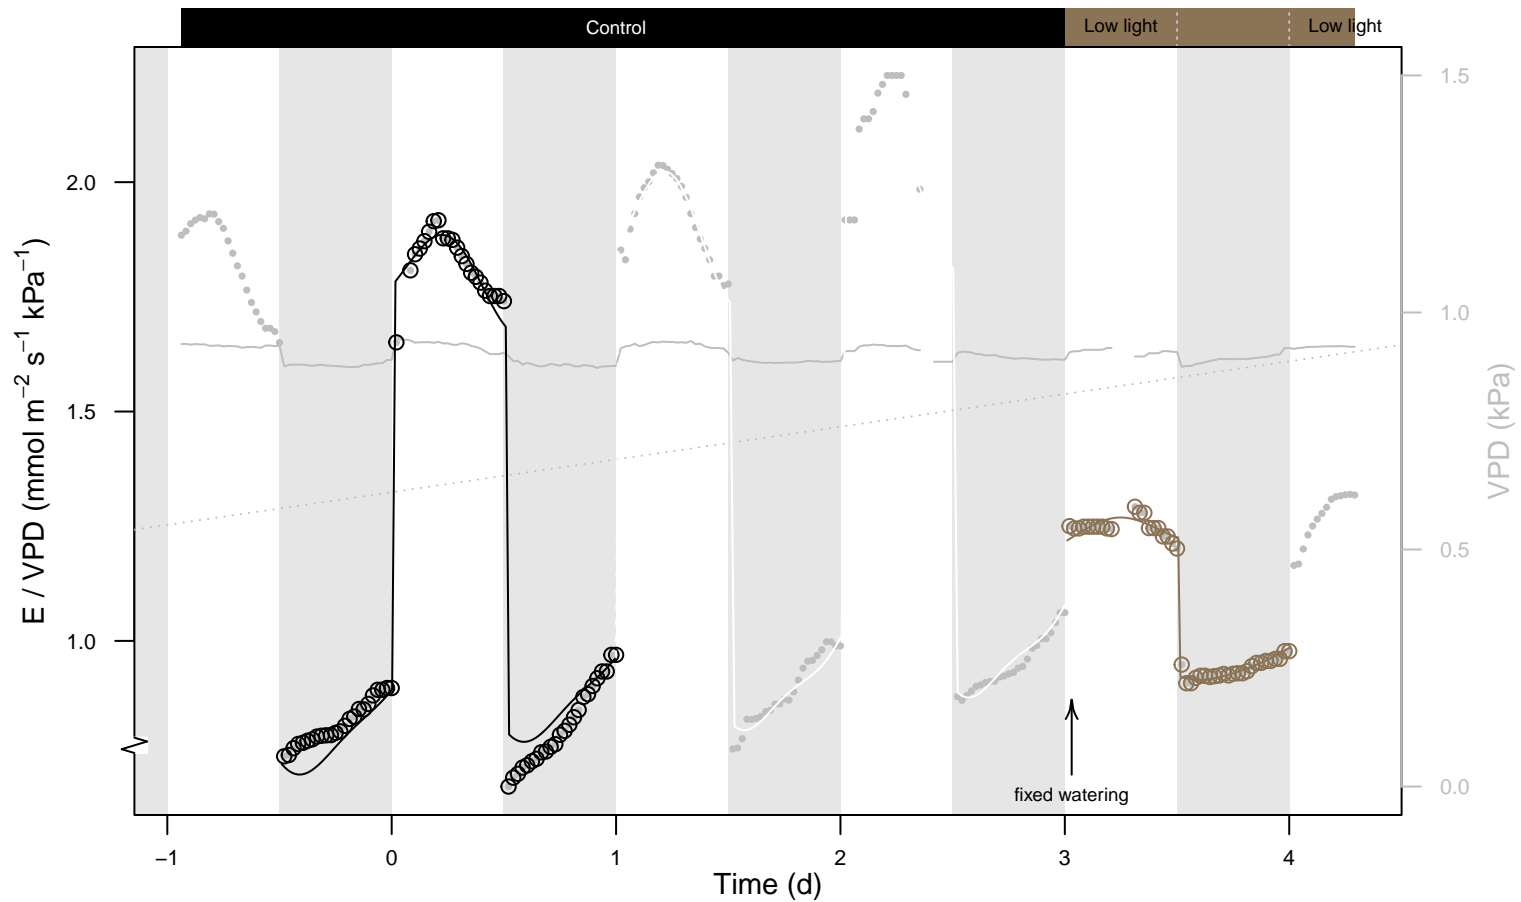 Control
Low light
Low light
2.0
1.5
1.0
E / VPD (mmol m⁻² s⁻¹ kPa⁻¹)
1.5
1.0
0.5
0.0
VPD (kPa)
fixed watering
−1
0
1
2
3
4
Time (d)